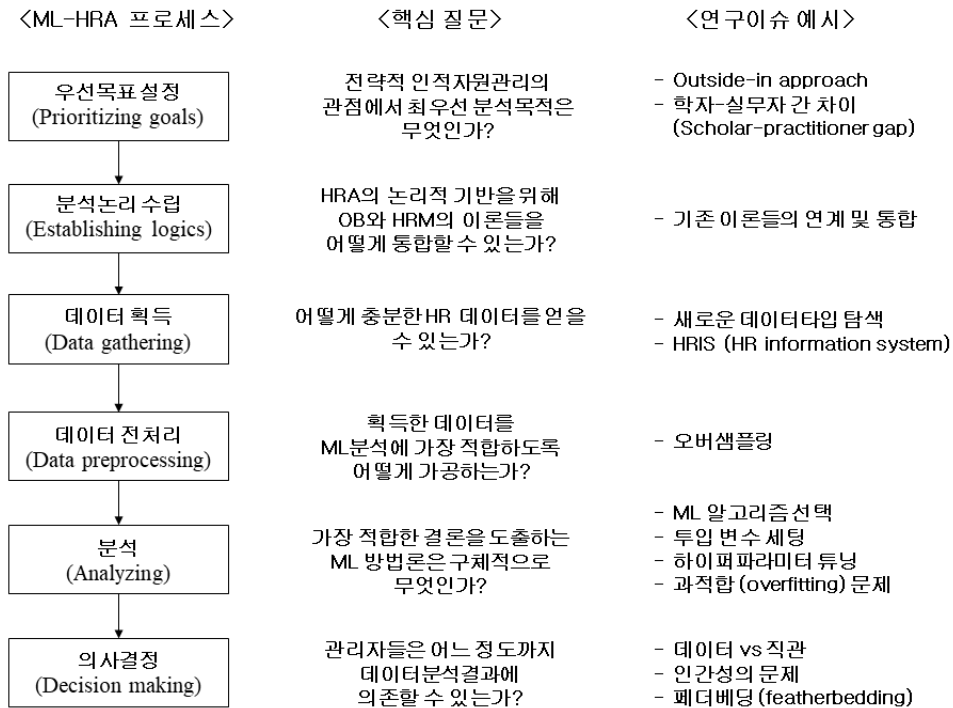 <ML-HRA 프로세스>
<핵심 질문>
<연구이슈 예시>
우선목표설정
(Prioritizing goals)
전략적 인적자원관리의
관점에서 최우선 분석목적은
무엇인가?
- Outside-in approach
- 학자-실무자 간 차이
(Scholar-practitioner gap)
분석논리 수립
(Establishing logics)
HRA의 논리적 기반을 위해
OB와 HRM의 이론들을
어떻게 통합할 수 있는가?
- 기존 이론들의 연계 및 통합
데이터 획득
(Data gathering)
어떻게 충분한 HR 데이터를 얻을
수 있는가?
- 새로운 데이터타입 탐색
- HRIS (HR information system)
데이터 전처리
(Data preprocessing)
획득한 데이터를
ML분석에 가장 적합하도록
어떻게 가공하는가?
- 오버샘플링
분석
(Analyzing)
가장 적합한 결론을 도출하는
ML 방법론은 구체적으로
무엇인가?
- ML 알고리즘 선택
- 투입 변수 세팅
- 하이퍼파라미터 튜닝
- 과적합 (overfitting) 문제
의사결정
(Decision making)
관리자들은 어느 정도까지
데이터분석결과에
의존할 수 있는가?
- 데이터 vs 직관
- 인간성의 문제
- 페더베딩 (featherbedding)